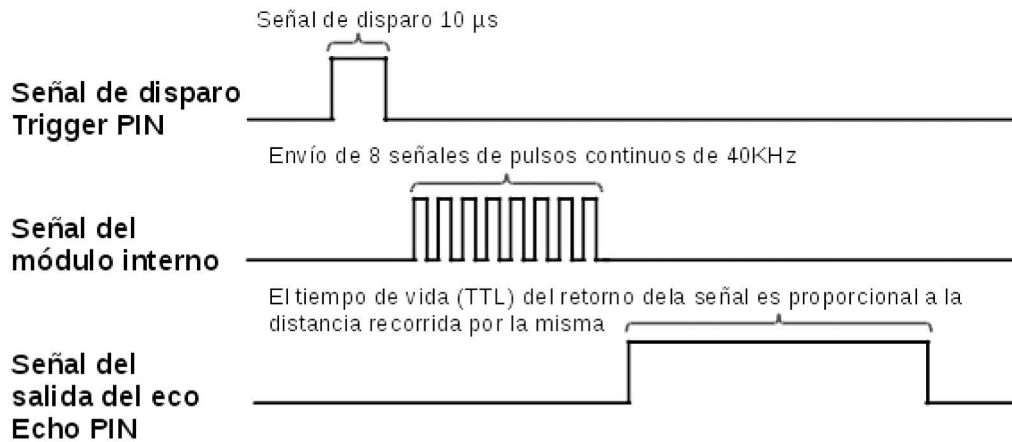 Señal de disparo 10 µs
Señal de disparo
Trigger PIN
Envío de 8 señales de pulsos continuos de 40KHz
Señal del
módulo interno
El tiempo de vida (TTL) del retorno dela señal es proporcional a la
distancia recorrida por la misma
Señal del
salida del eco
Echo PIN